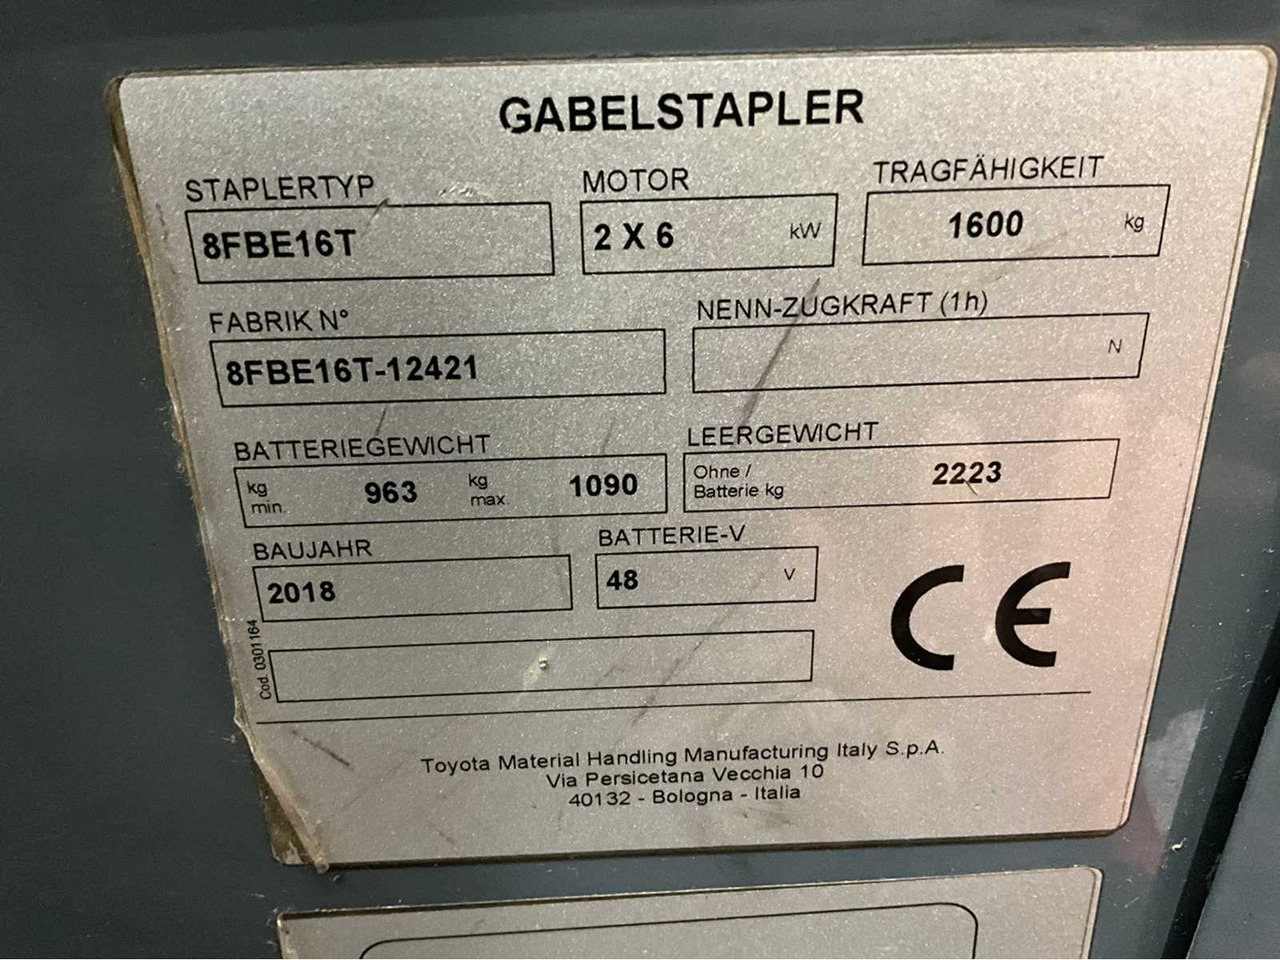 GABELSTAPLER
STAPLERTYP
8FBE16T
MOTOR
2 X 6 kW
TRAGFÄHIGKEIT
1600 kg
FABRIK N°
8FBE16T-12421
NENN-ZUGKRAFT (1h)
N
BATTERIEGEWICHT
kg min. 963 kg max. 1090
LEERGEWICHT
Ohne /
Batterie kg 2223
BAUJAHR
2018
BATTERIE-V
48 V
CE
Cod. 0301164
Toyota Material Handling Manufacturing Italy S.p.A.
Via Persicetana Vecchia 10
40132 - Bologna - Italia